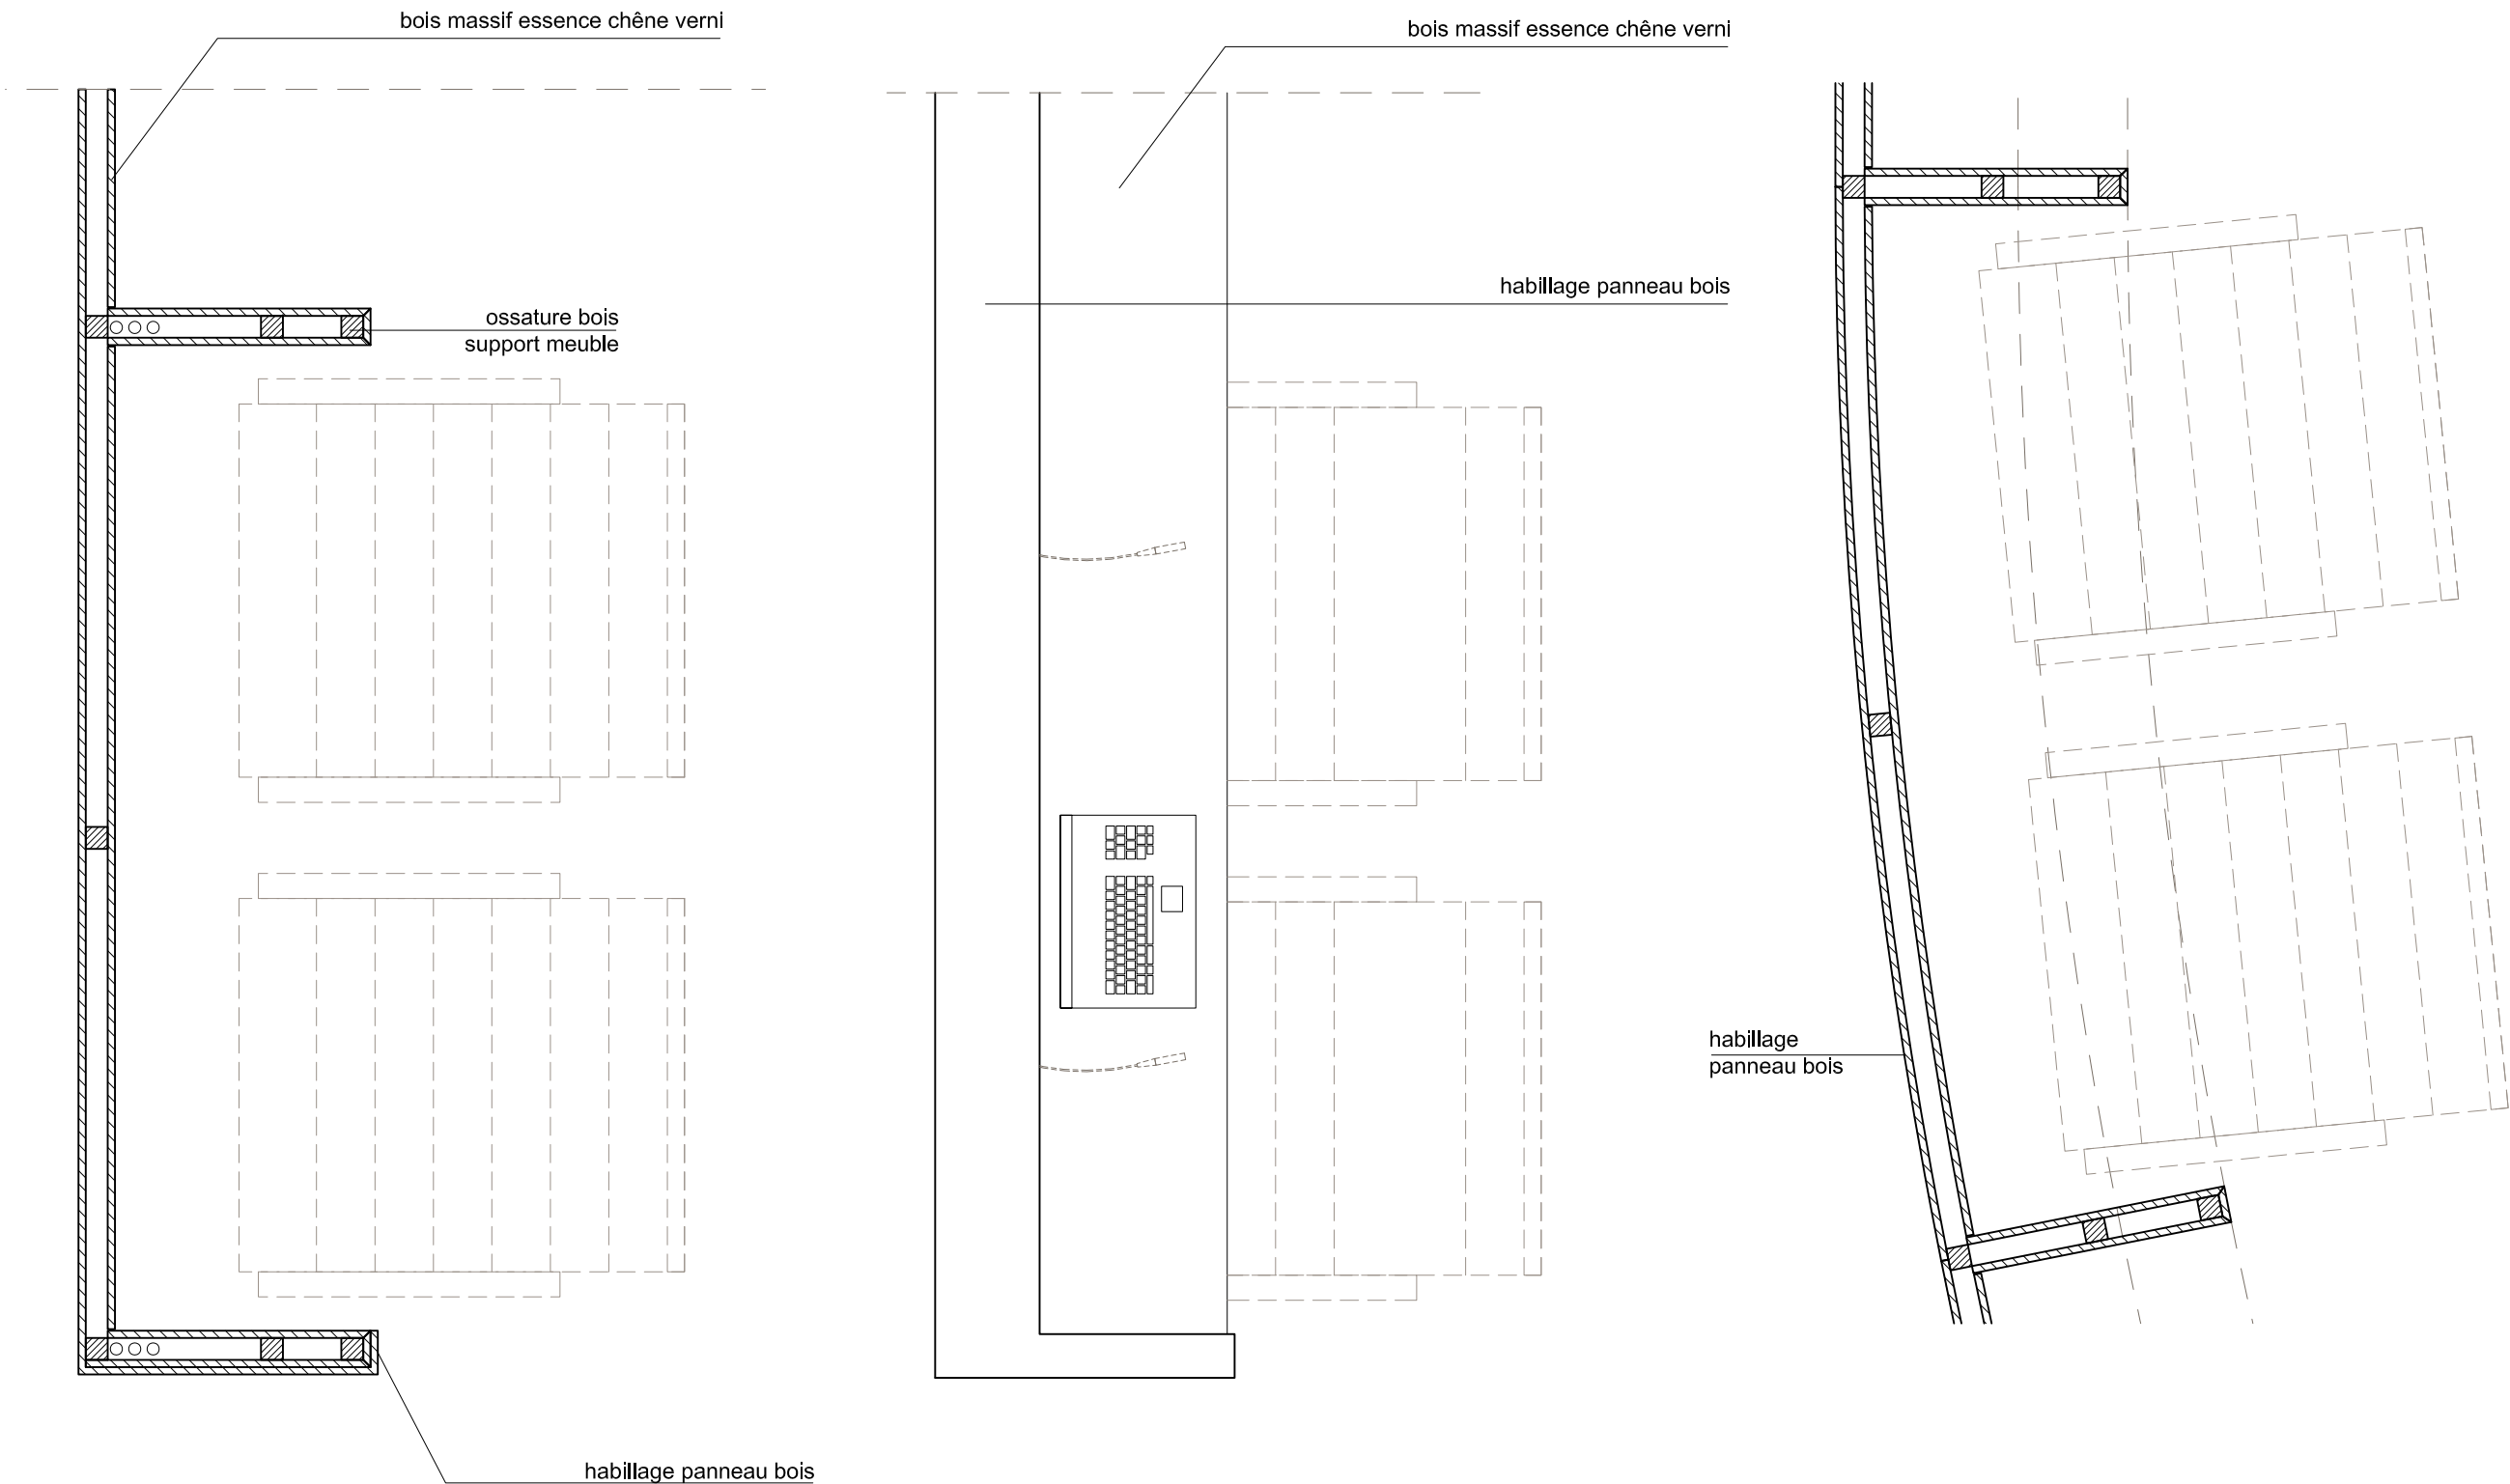 bois massif essence chêne verni
bois massif essence chêne verni
habillage panneau bois
ossature bois
support meuble
habillage
panneau bois
habillage panneau bois